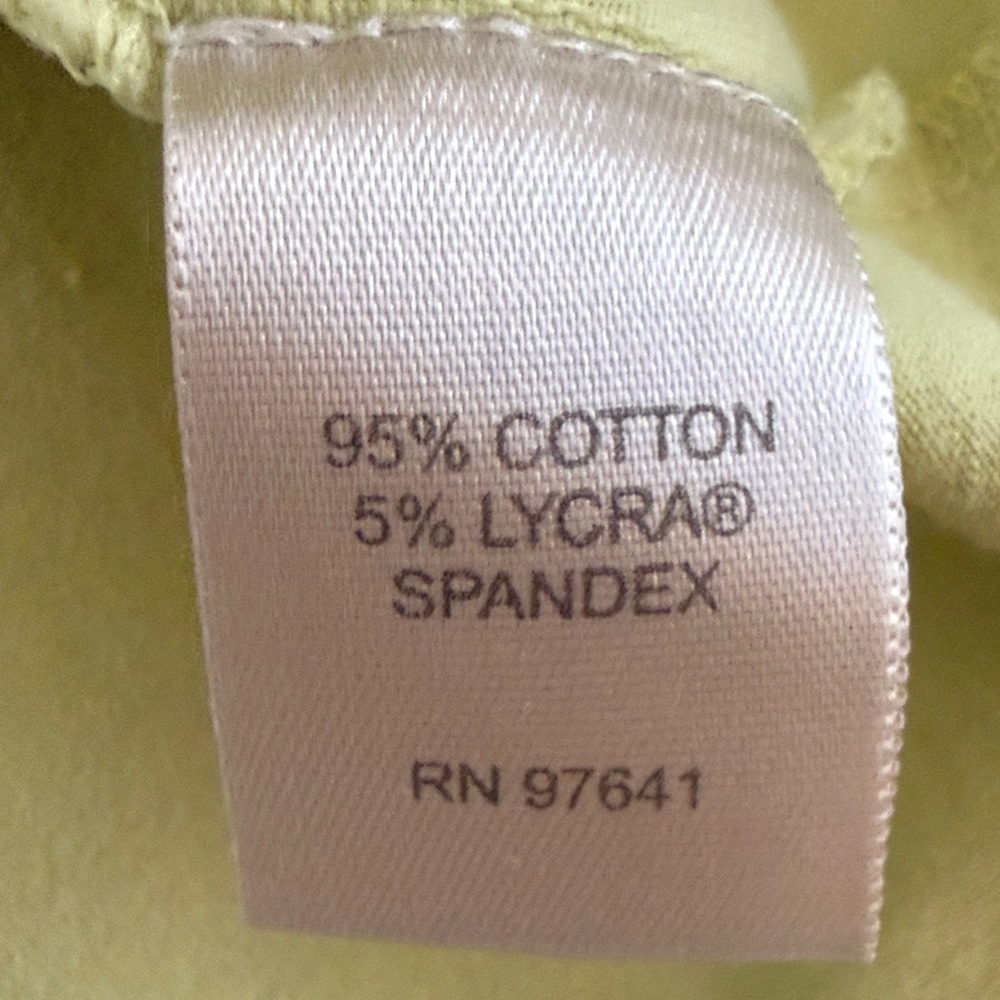 95% COTTON
5% LYCRA®
SPANDEX
RN 97641